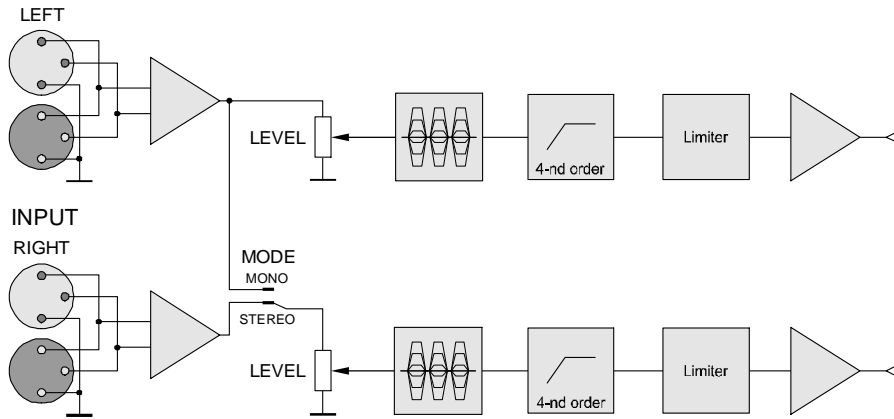 LEFT
LEVEL
4-nd order
Limiter
INPUT
RIGHT
MODE
MONO
STEREO
LEVEL
4-nd order
Limiter